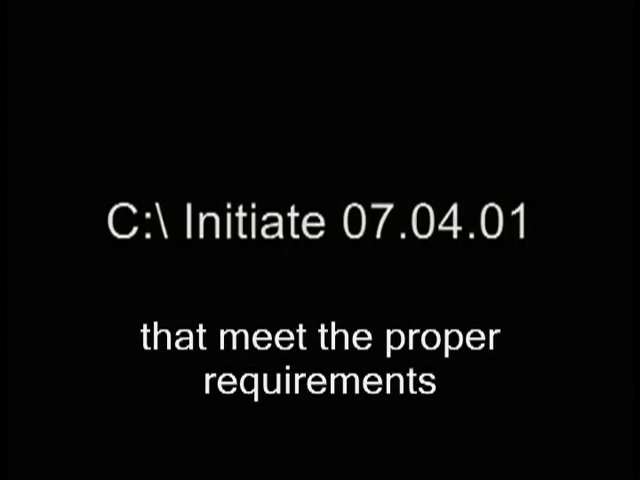 C:\ Initiate 07.04.01
that meet the proper
requirements